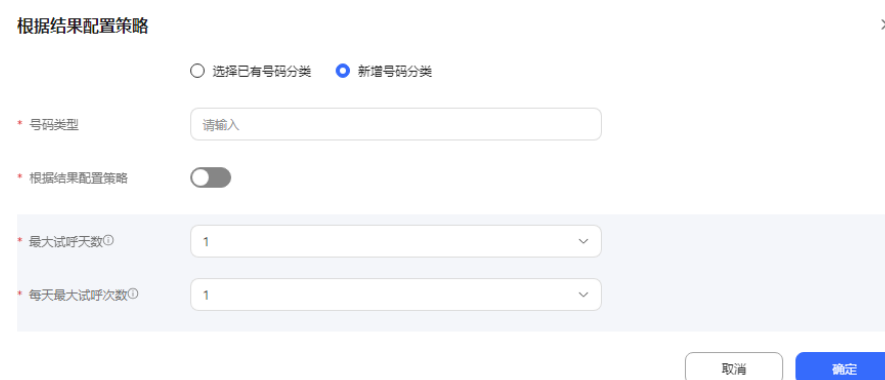 根据结果配置策略
选择已有号码分类 新增号码分类
* 号码类型 请输入
* 根据结果配置策略
* 最大试呼天数 1
* 每天最大试呼次数 1
取消 确定